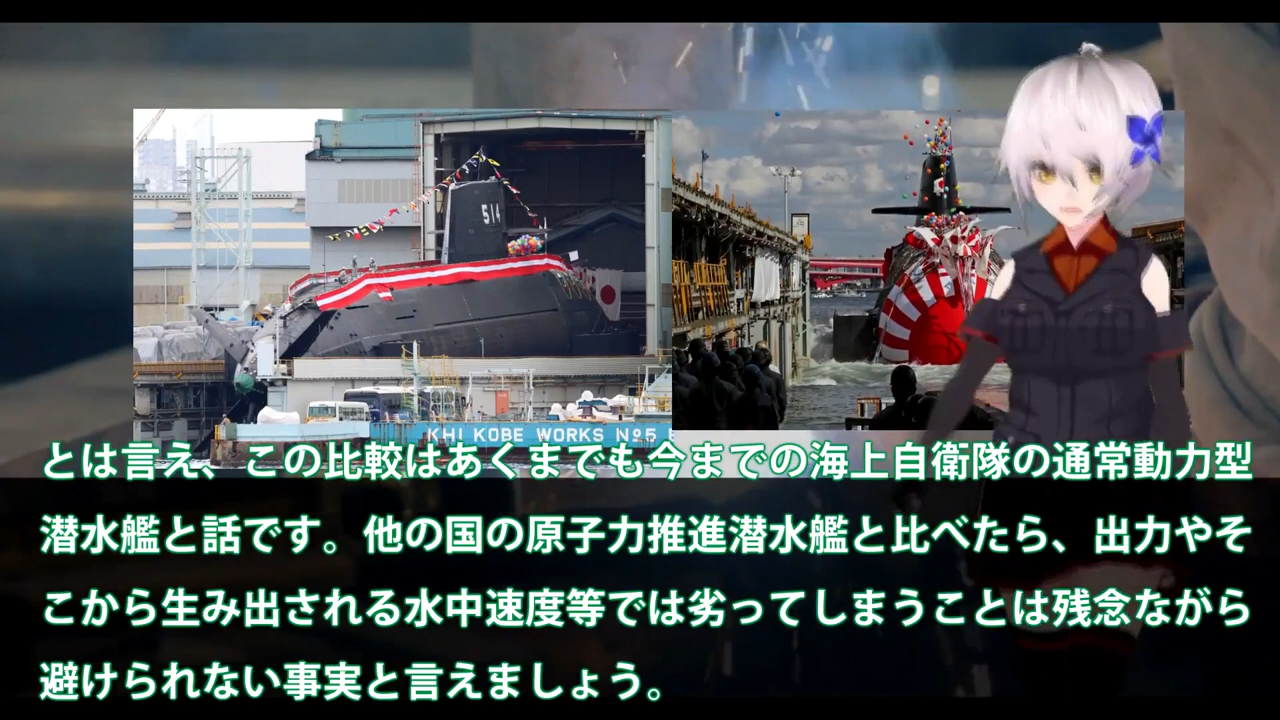 514
KHI KOBE WORKS No5
とは言え、この比較はあくまでも今までの海上自衛隊の通常動力型
潜水艦と話です。他の国の原子力推進潜水艦と比べたら、出力やそ
こから生み出される水中速度等では劣ってしまうことは残念ながら
避けられない事実と言えましょう。